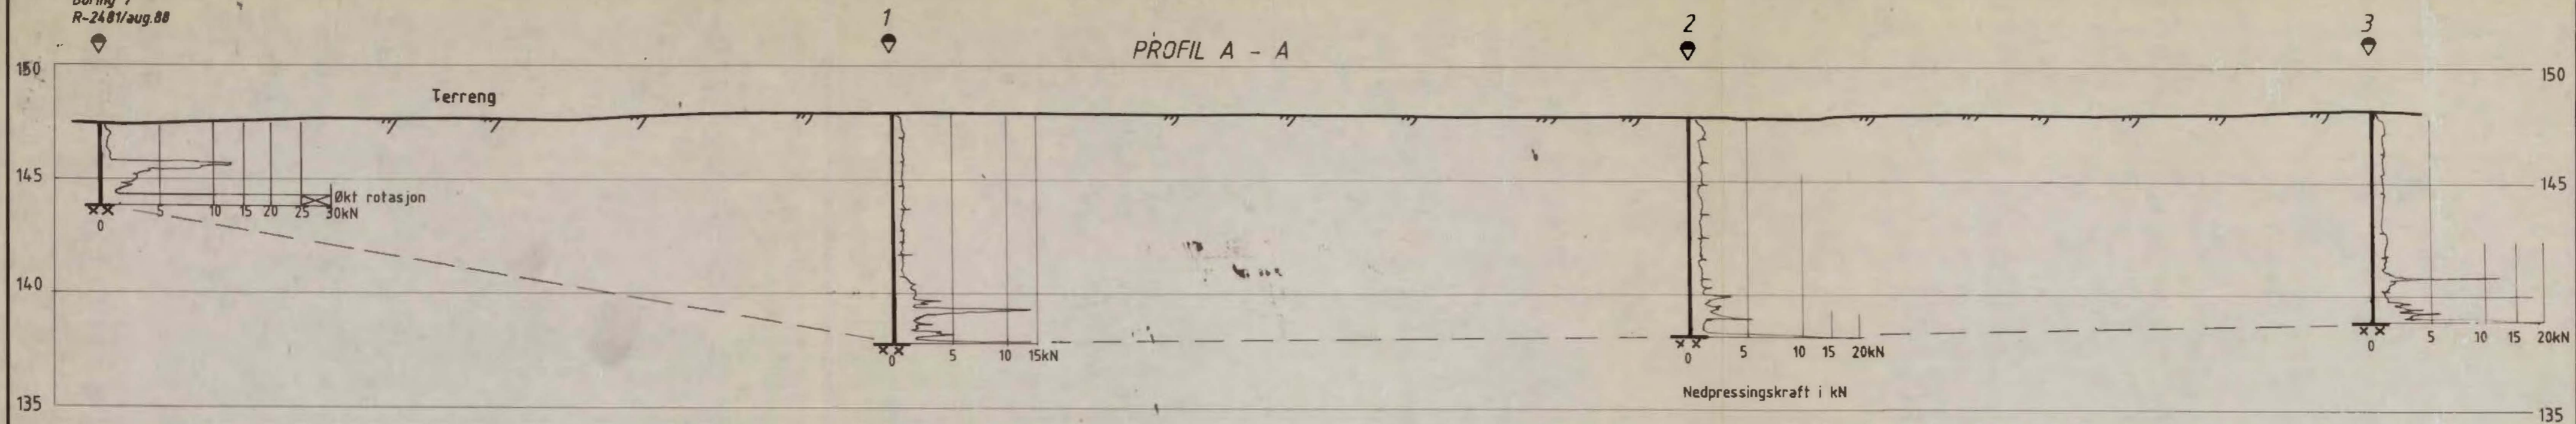 R-2481/aug.88
1
2
3
PROFIL A - A
150
150
Terreng
145
145
Økt rotasjon
5 10 15 20 25 30kN
0
140
0 5 10 15kN
0 5 10 15 20kN
0 5 10 15 20kN
Nedpressingskraft i kN
135
135